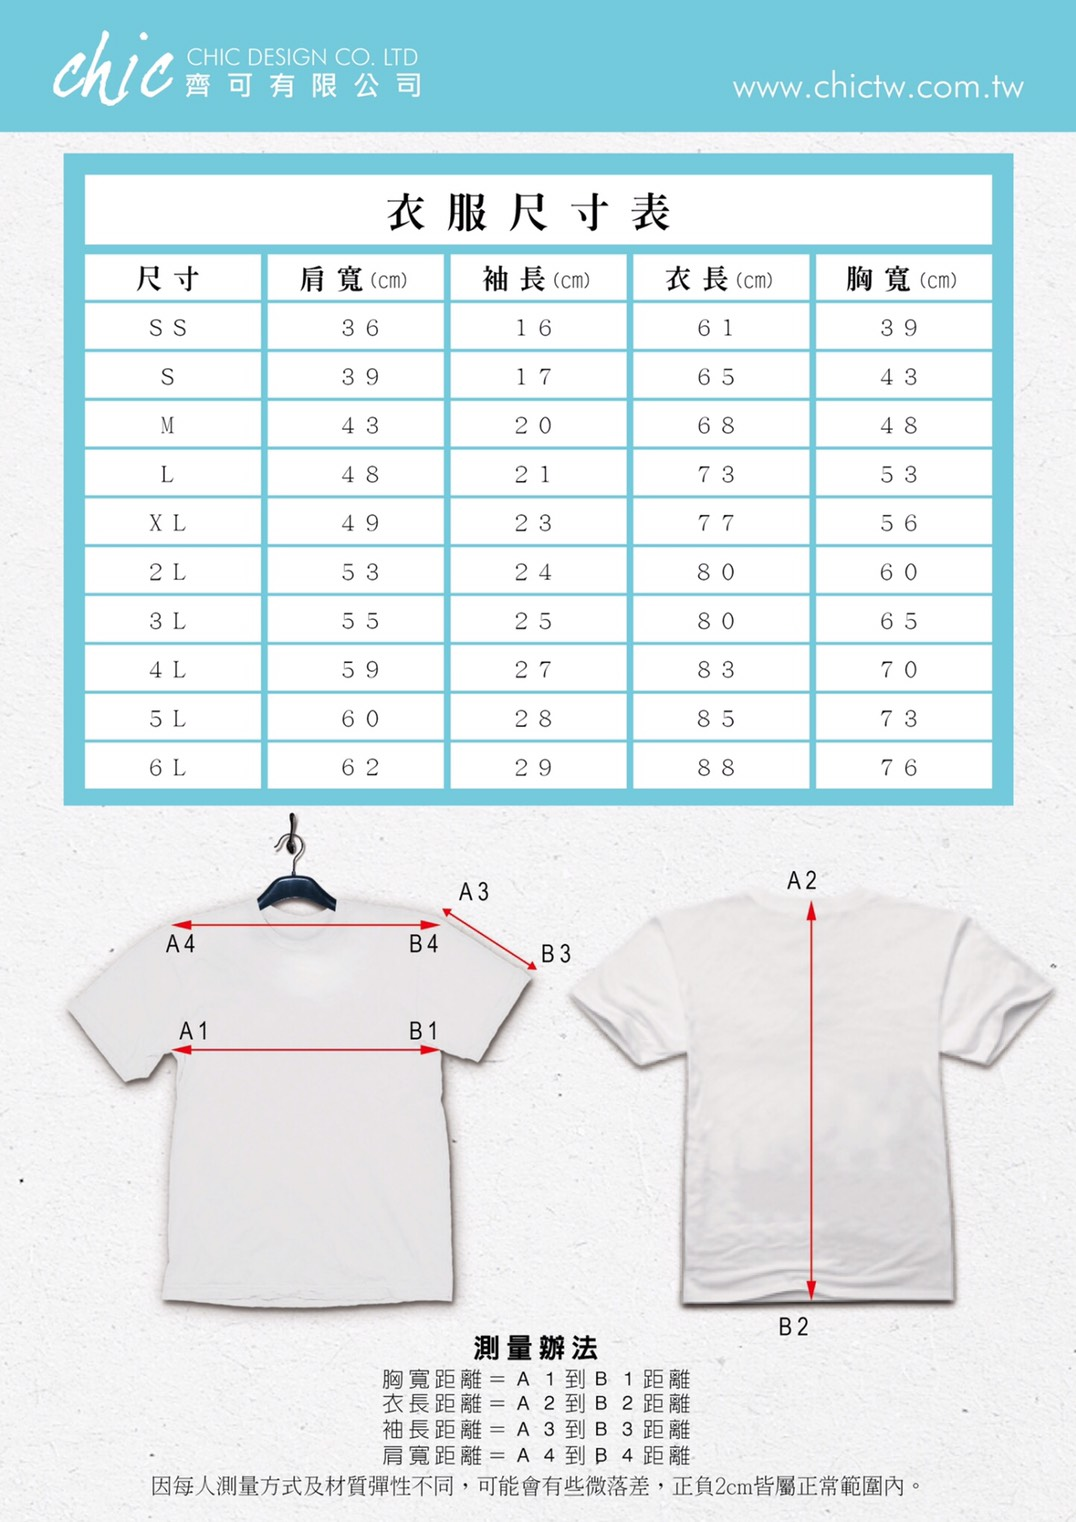 chic
CHIC DESIGN CO. LTD
齊可有限公司
www.chictw.com.tw
衣服尺寸表
尺寸 肩寬(cm) 袖長(cm) 衣長(cm) 胸寬(cm)
SS 36 16 61 39
S 39 17 65 43
M 43 20 68 48
L 48 21 73 53
XL 49 23 77 56
2L 53 24 80 60
3L 55 25 80 65
4L 59 27 83 70
5L 60 28 85 73
6L 62 29 88 76
A3
A2
A4 B4
B3
A1 B1
B2
測量辦法
胸寬距離=A 1到B 1距離
衣長距離=A 2到B 2距離
袖長距離=A 3到B 3距離
肩寬距離=A 4到B 4距離
因每人測量方式及材質彈性不同，可能會有些微落差，正負2cm皆屬正常範圍內。